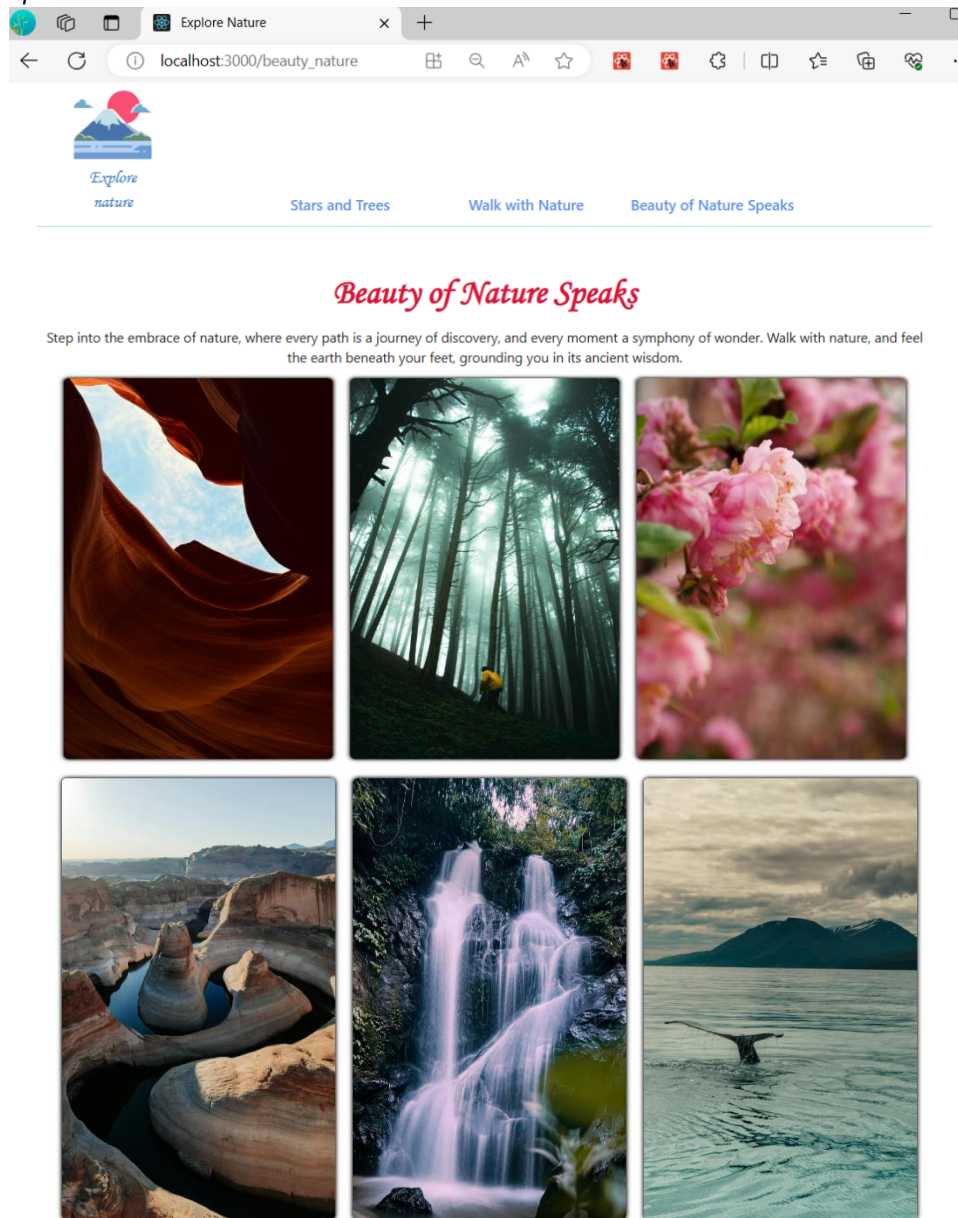 Explore Nature
localhost:3000/beauty_nature
Explore
nature
Stars and Trees Walk with Nature Beauty of Nature Speaks
Beauty of Nature Speaks
Step into the embrace of nature, where every path is a journey of discovery, and every moment a symphony of wonder. Walk with nature, and feel
the earth beneath your feet, grounding you in its ancient wisdom.